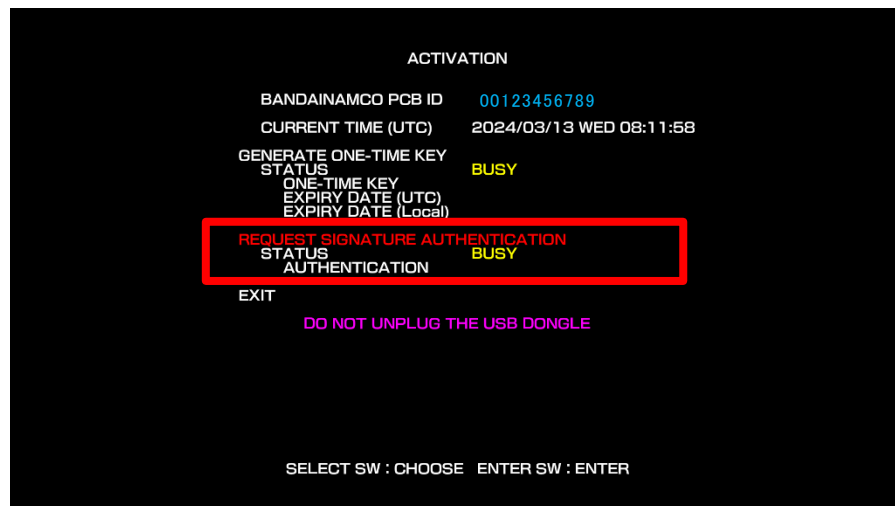 ACTIVATION
BANDAINAMCO PCB ID 00123456789
CURRENT TIME (UTC) 2024/03/13 WED 08:11:58
GENERATE ONE-TIME KEY
STATUS BUSY
ONE-TIME KEY
EXPIRY DATE (UTC)
EXPIRY DATE (Local)
REQUEST SIGNATURE AUTHENTICATION
STATUS BUSY
AUTHENTICATION
EXIT
DO NOT UNPLUG THE USB DONGLE
SELECT SW : CHOOSE ENTER SW : ENTER